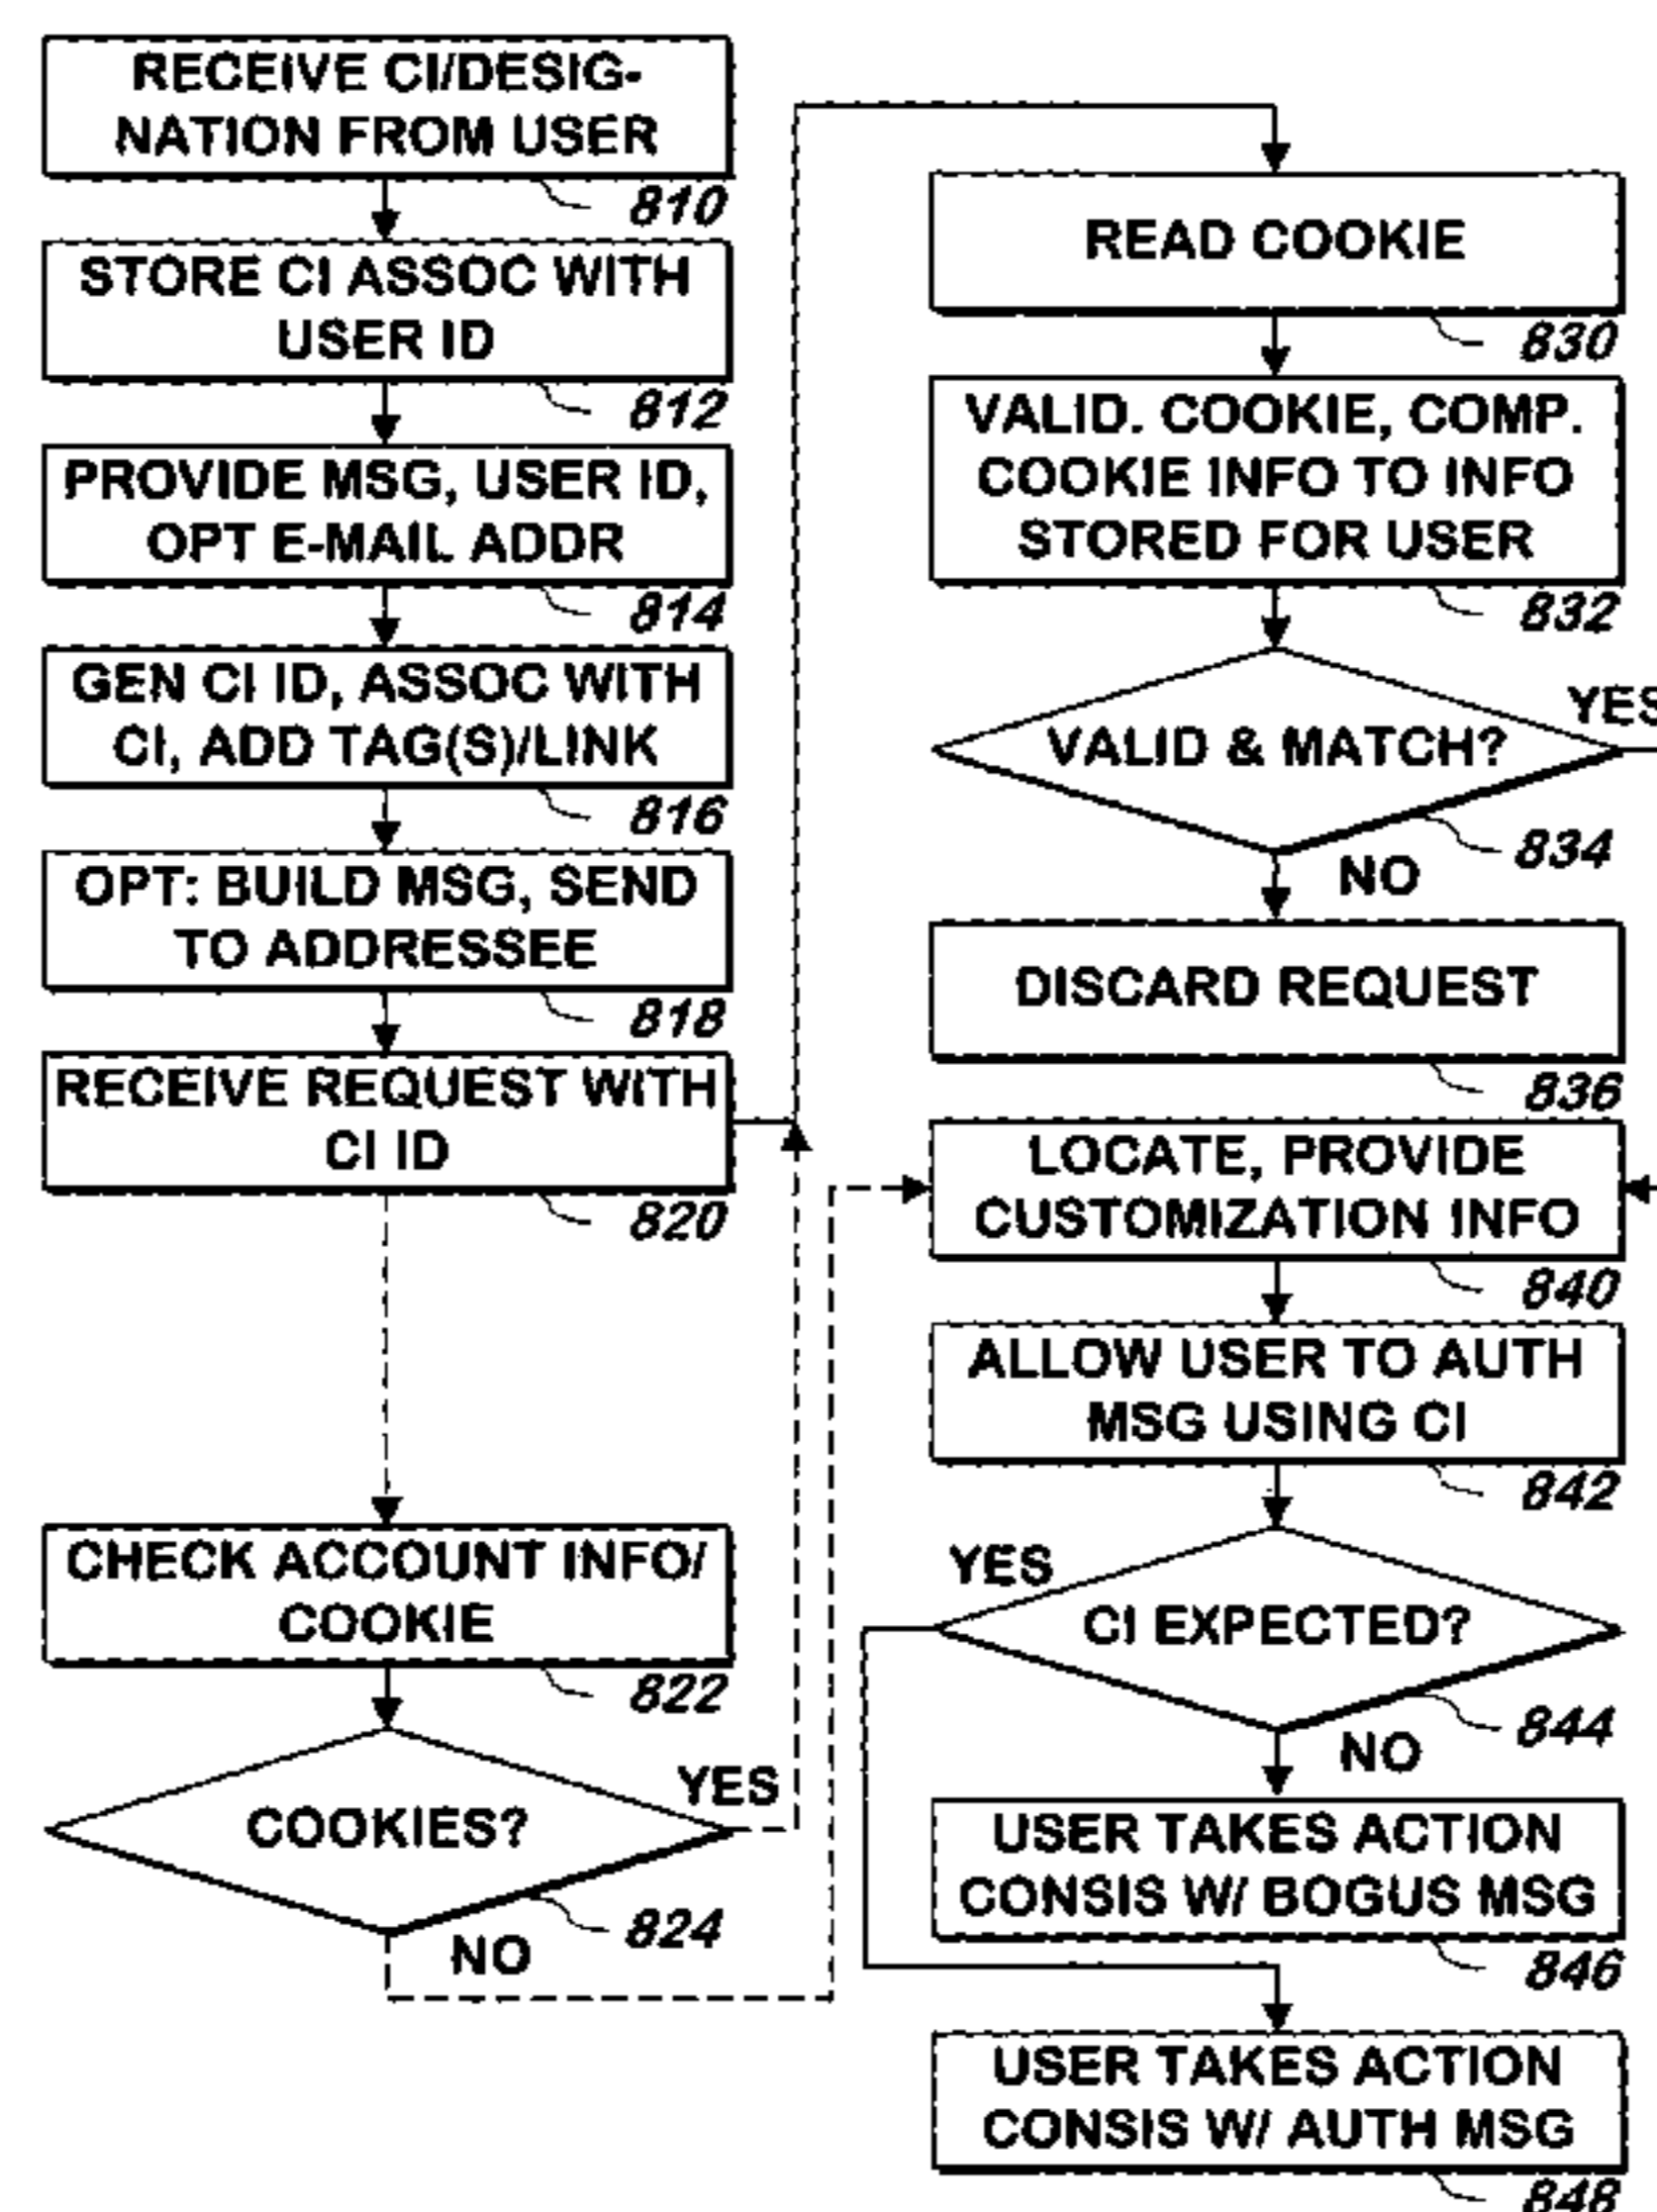 RECEIVE CI/DESIG-
NATION FROM USER
810
STORE CI ASSOC WITH
USER ID
812
PROVIDE MSG, USER ID,
OPT E-MAIL ADDR
814
GEN CI ID, ASSOC WITH
CI, ADD TAG(S)/LINK
816
OPT: BUILD MSG, SEND
TO ADDRESSEE
818
RECEIVE REQUEST WITH
CI ID
820
CHECK ACCOUNT INFO/
COOKIE
822
YES
COOKIES?
824
NO
READ COOKIE
830
VALID. COOKIE, COMP.
COOKIE INFO TO INFO
STORED FOR USER
832
YES
VALID & MATCH?
834
NO
DISCARD REQUEST
836
LOCATE, PROVIDE
CUSTOMIZATION INFO
840
ALLOW USER TO AUTH
MSG USING CI
842
YES
CI EXPECTED?
844
NO
USER TAKES ACTION
CONSIS W/ BOGUS MSG
846
USER TAKES ACTION
CONSIS W/ AUTH MSG
848